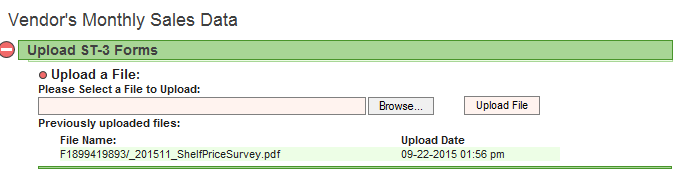 Vendor's Monthly Sales Data
Upload ST-3 Forms
Upload a File:
Please Select a File to Upload:
Browse... Upload File
Previously uploaded files:
File Name: Upload Date
F1899419893/_201511_ShelfPriceSurvey.pdf 09-22-2015 01:56 pm